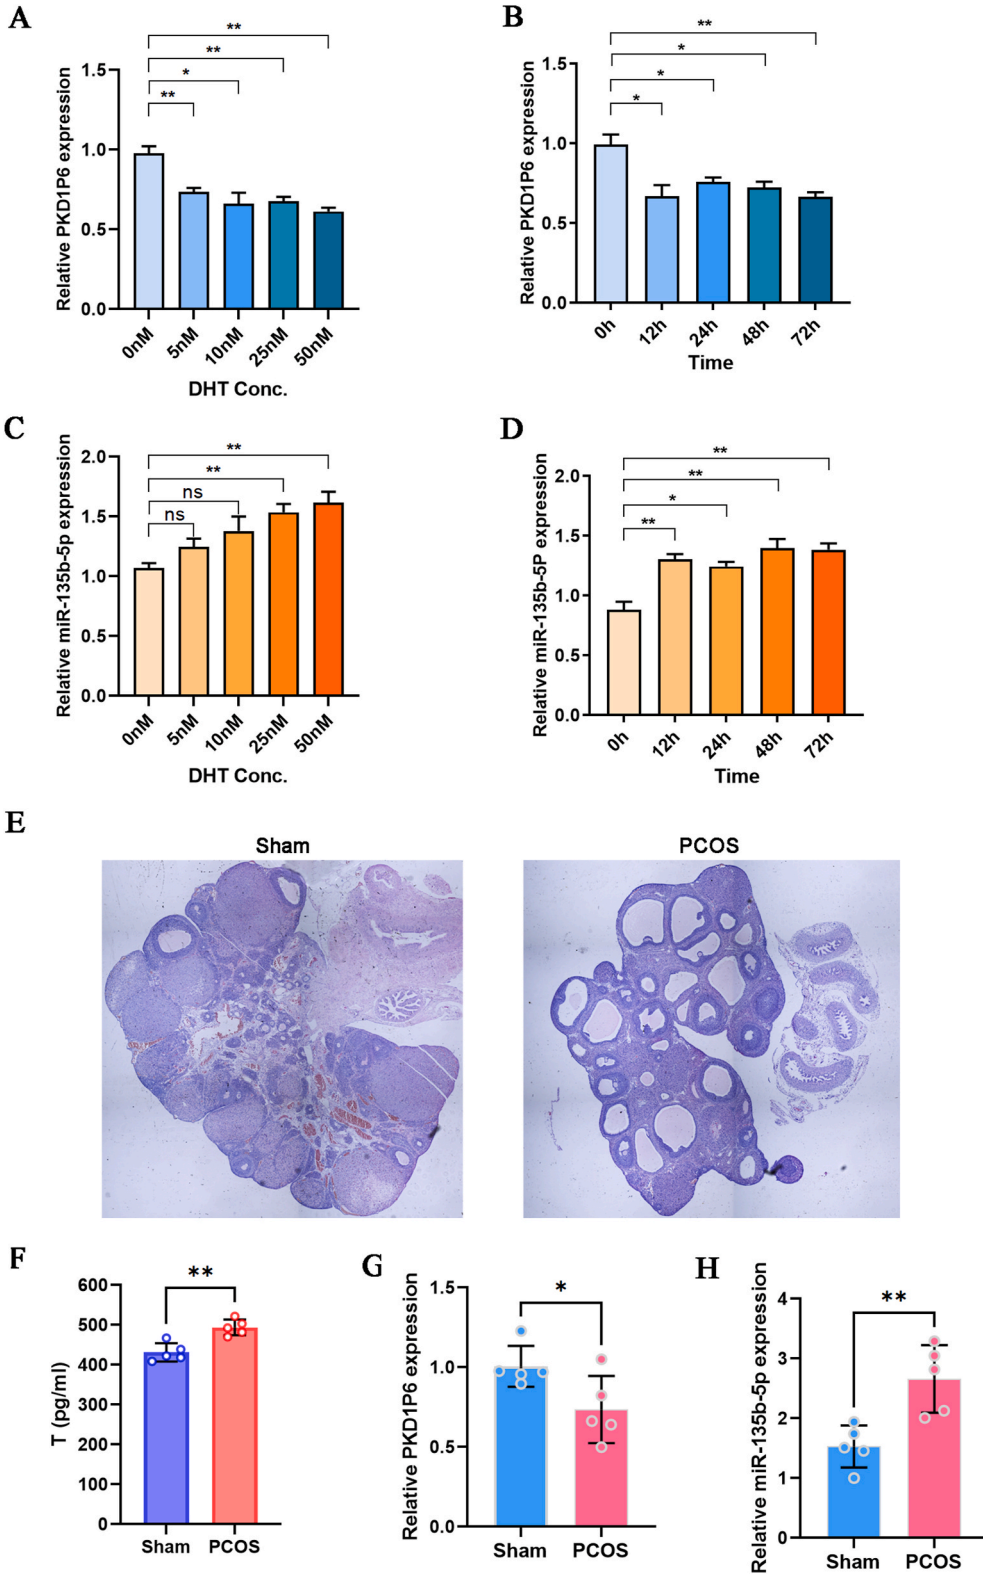 A
**
**
*
**
Relative PKD1P6 expression
1.5
1.0
0.5
0.0
0nM
5nM
10nM
25nM
50nM
DHT Conc.
B
**
*
*
*
Relative PKD1P6 expression
1.5
1.0
0.5
0.0
0h
12h
24h
48h
72h
Time
C
**
**
ns
ns
Relative miR-135b-5p expression
2.0
1.5
1.0
0.5
0.0
0nM
5nM
10nM
25nM
50nM
DHT Conc.
D
**
**
*
**
Relative miR-135b-5P expression
2.0
1.5
1.0
0.5
0.0
0h
12h
24h
48h
72h
Time
E
Sham
PCOS
F
**
T (pg/ml)
600
500
400
300
200
100
0
Sham
PCOS
G
*
Relative PKD1P6 expression
1.5
1.0
0.5
0.0
Sham
PCOS
H
**
Relative miR-135b-5p expression
4
3
2
1
0
Sham
PCOS